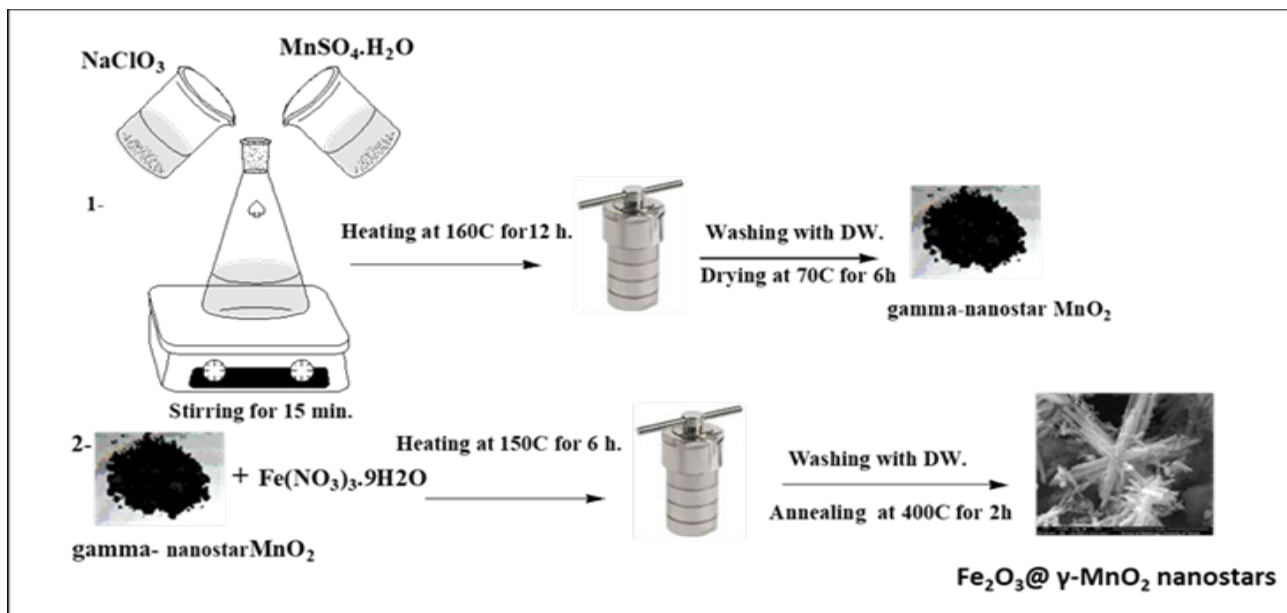 NaClO₃
MnSO₄.H₂O
1-
Heating at 160C for12 h.
Washing with DW.
Drying at 70C for 6h
gamma-nanostar MnO₂
Stirring for 15 min.
2-
+ Fe(NO₃)₃.9H2O
Heating at 150C for 6 h.
Washing with DW.
Annealing at 400C for 2h
gamma- nanostarMnO₂
Fe₂O₃@ γ-MnO₂ nanostars